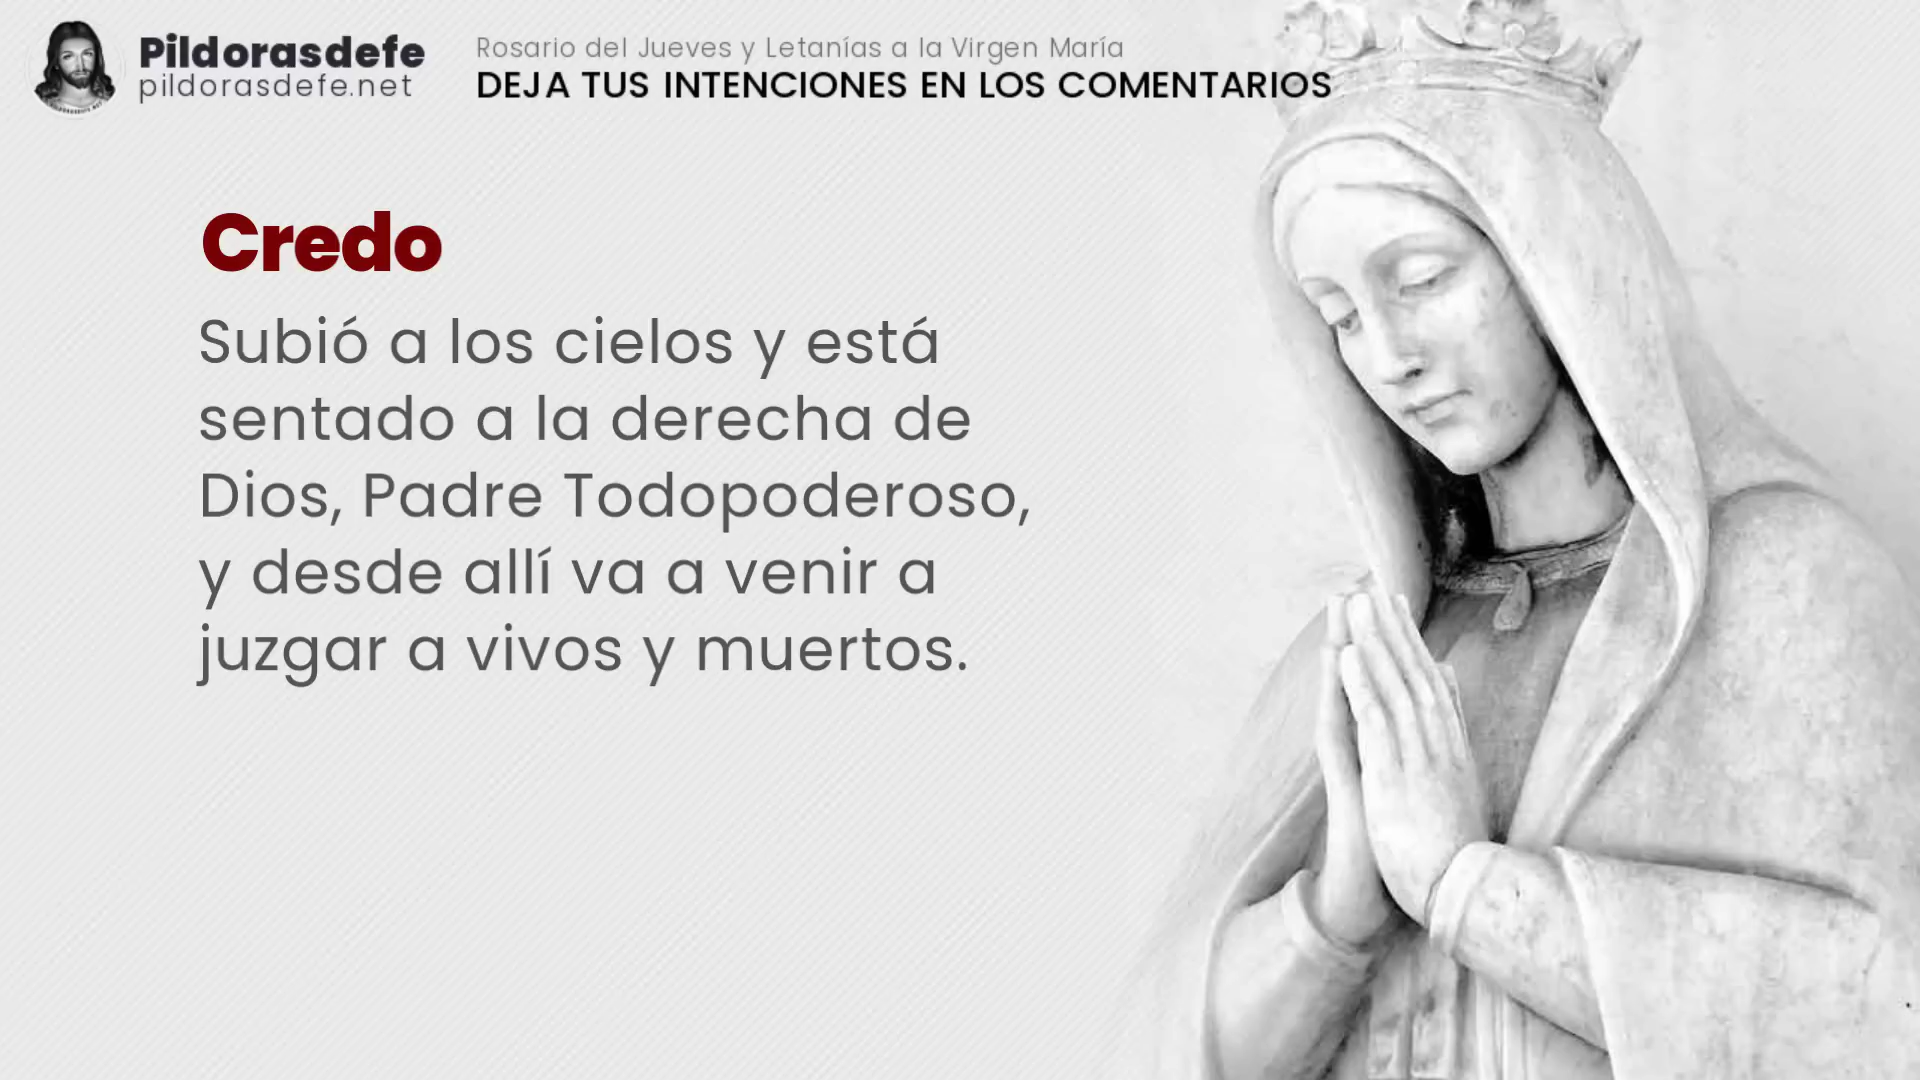 Pildorasdefe
pildorasdefe.net
Rosario del Jueves y Letanías a la Virgen María
DEJA TUS INTENCIONES EN LOS COMENTARIOS
Credo
Subió a los cielos y está
sentado a la derecha de
Dios, Padre Todopoderoso,
y desde allí va a venir a
juzgar a vivos y muertos.